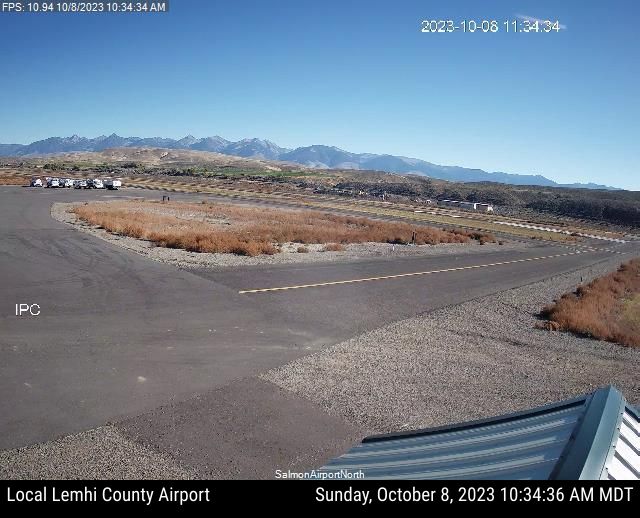 FPS: 10.94 10/8/2023 10:34:34 AM
2023-10-08 11:34:34
IPC
SalmonAirportNorth
Local Lemhi County Airport Sunday, October 8, 2023 10:34:36 AM MDT